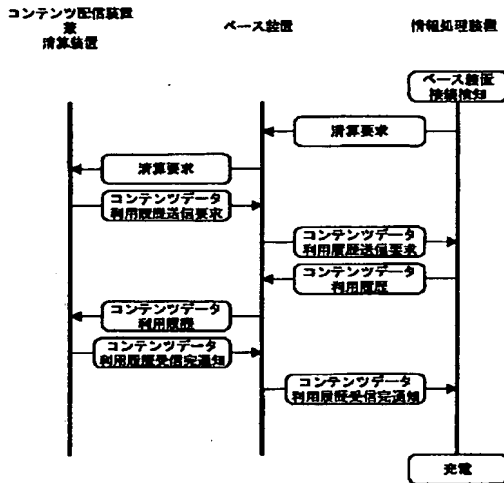 コンテンツ配信装置
兼
清算装置
ベース装置
情報処理装置
ベース装置
接続検知
清算要求
清算要求
コンテンツデータ
利用履歴送信要求
コンテンツデータ
利用履歴送信要求
コンテンツデータ
利用履歴
コンテンツデータ
利用履歴
コンテンツデータ
利用履歴受信完通知
コンテンツデータ
利用履歴受信完通知
充電